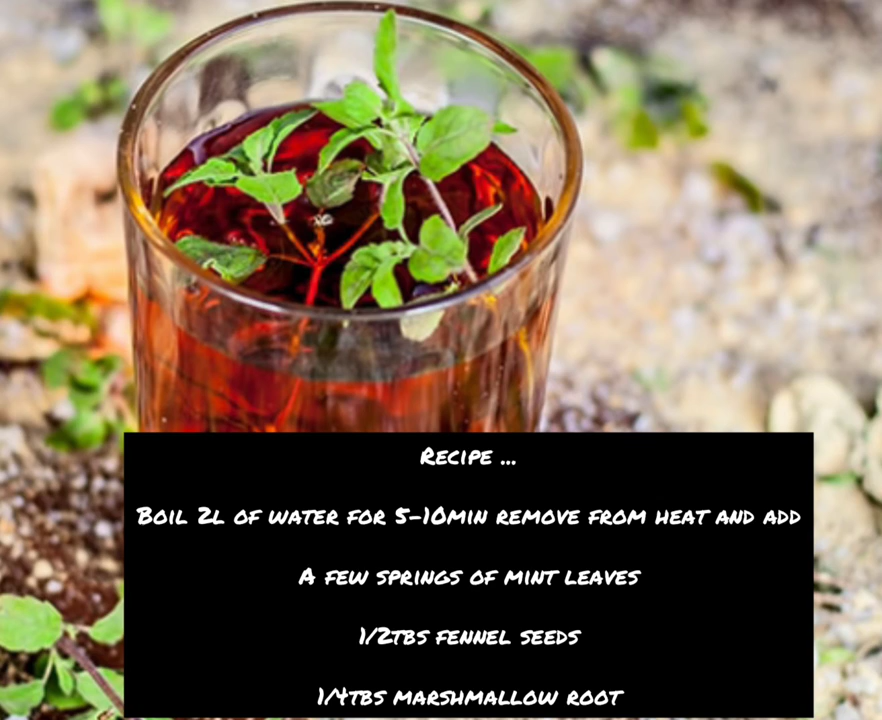 Recipe ...
Boil 2L of water for 5-10min remove from heat and add
A few springs of mint leaves
1/2tbs fennel seeds
1/4tbs marshmallow root